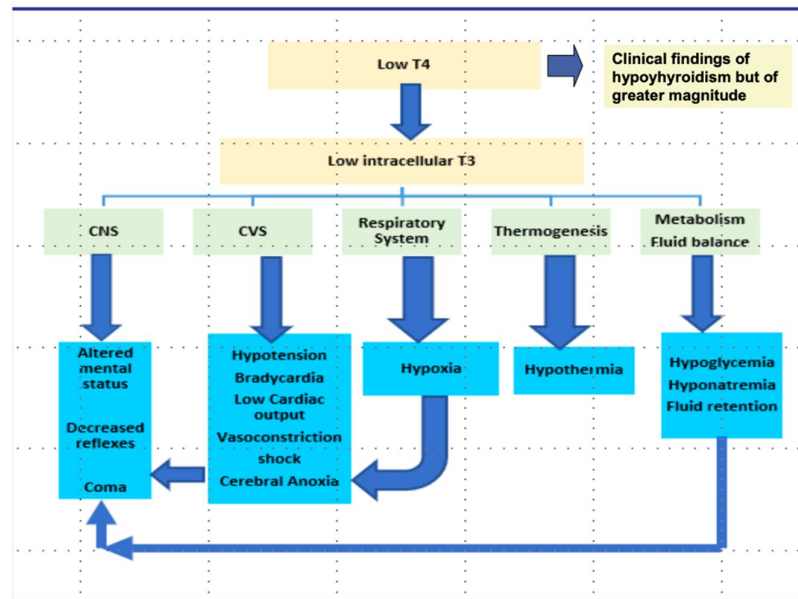 Low T4
Clinical findings of
hypoyhyroidism but of
greater magnitude
Low intracellular T3
CNS
CVS
Respiratory
System
Thermogenesis
Metabolism
Fluid balance
Altered
mental
status
Decreased
reflexes
Coma
Hypotension
Bradycardia
Low Cardiac
output
Vasoconstriction
shock
Cerebral Anoxia
Hypoxia
Hypothermia
Hypoglycemia
Hyponatremia
Fluid retention